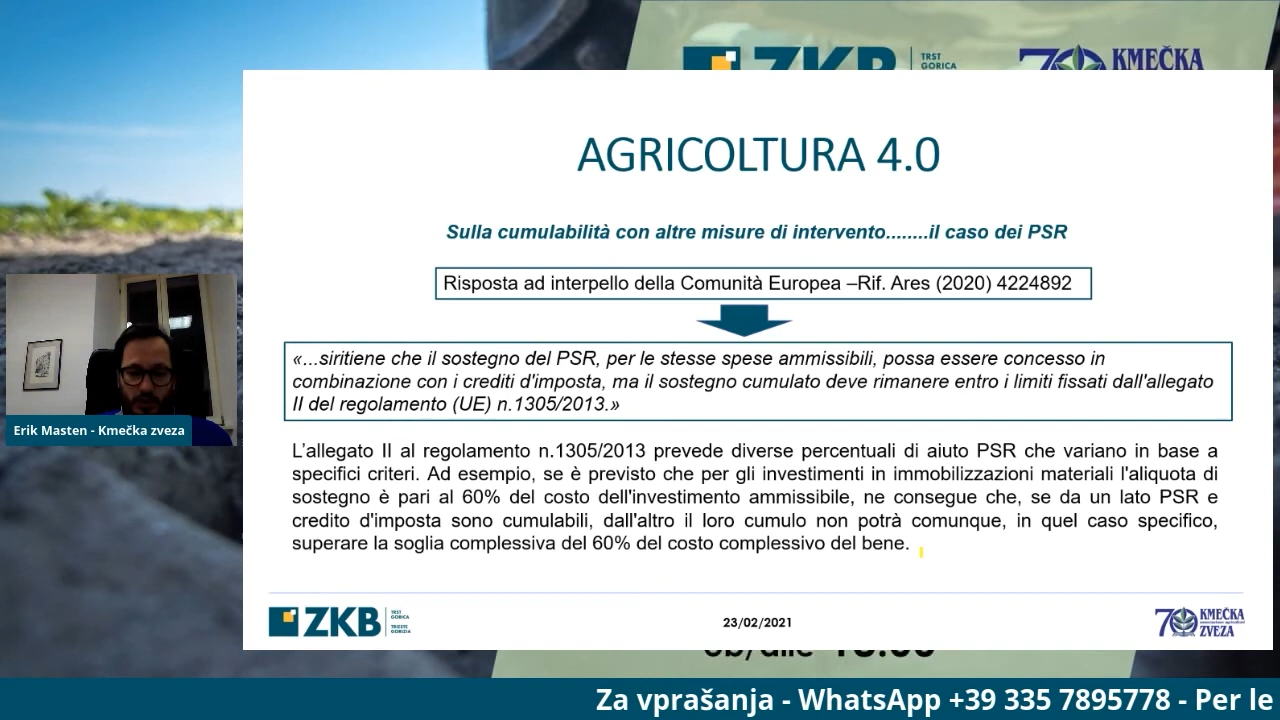 ZKB
TRST
GORICA
70
KMEČKA
AGRICOLTURA 4.0
Sulla cumulabilità con altre misure di intervento........il caso dei PSR
Risposta ad interpello della Comunità Europea –Rif. Ares (2020) 4224892
«...siritiene che il sostegno del PSR, per le stesse spese ammissibili, possa essere concesso in
combinazione con i crediti d'imposta, ma il sostegno cumulato deve rimanere entro i limiti fissati dall'allegato
II del regolamento (UE) n.1305/2013.»
L'allegato II al regolamento n.1305/2013 prevede diverse percentuali di aiuto PSR che variano in base a
specifici criteri. Ad esempio, se è previsto che per gli investimenti in immobilizzazioni materiali l'aliquota di
sostegno è pari al 60% del costo dell'investimento ammissibile, ne consegue che, se da un lato PSR e
credito d'imposta sono cumulabili, dall'altro il loro cumulo non potrà comunque, in quel caso specifico,
superare la soglia complessiva del 60% del costo complessivo del bene.
Erik Masten - Kmečka zveza
ZKB
TRST
GORICA
TRIESTE
GORIZIA
23/02/2021
70
KMEČKA
ZVEZA
Za vprašanja - WhatsApp +39 335 7895778 - Per le